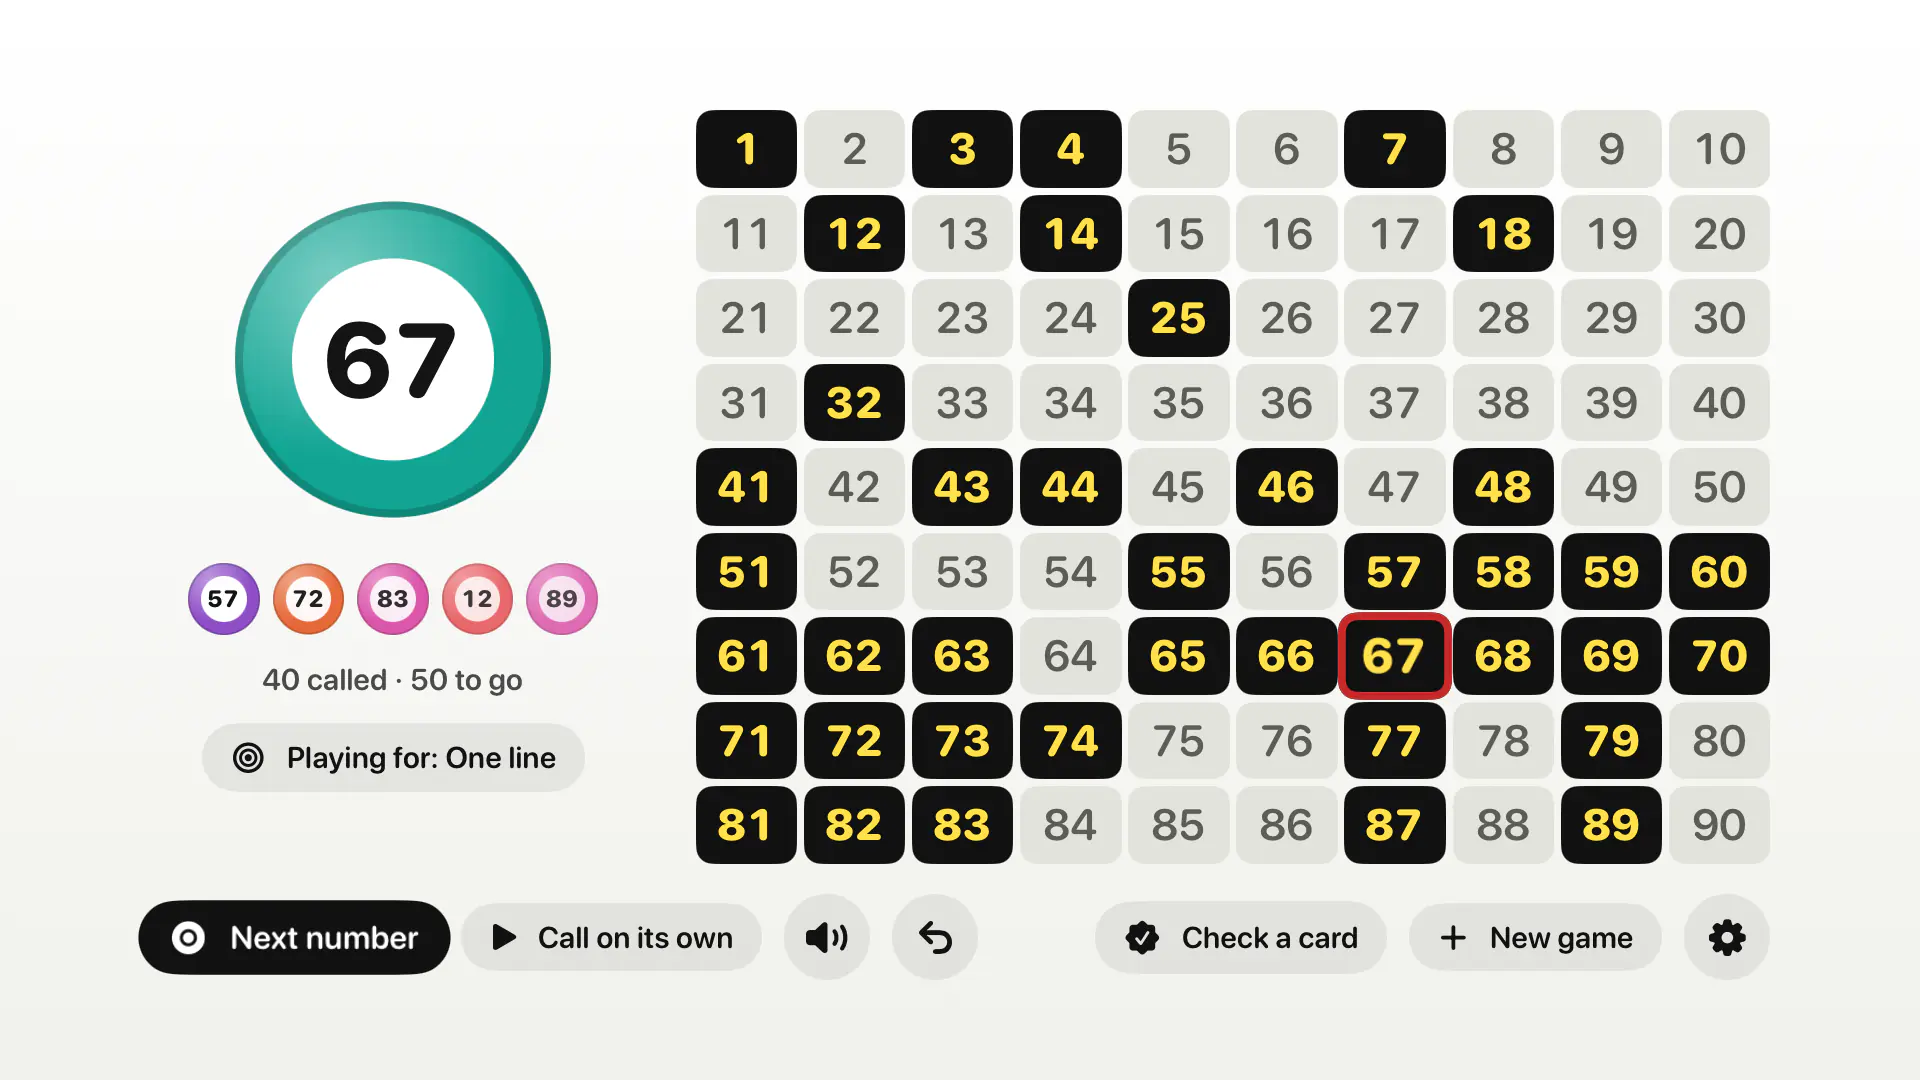 67
57 72 83 12 89
40 called · 50 to go
Playing for: One line
1 2 3 4 5 6 7 8 9 10
11 12 13 14 15 16 17 18 19 20
21 22 23 24 25 26 27 28 29 30
31 32 33 34 35 36 37 38 39 40
41 42 43 44 45 46 47 48 49 50
51 52 53 54 55 56 57 58 59 60
61 62 63 64 65 66 67 68 69 70
71 72 73 74 75 76 77 78 79 80
81 82 83 84 85 86 87 88 89 90
Next number Call on its own Check a card New game